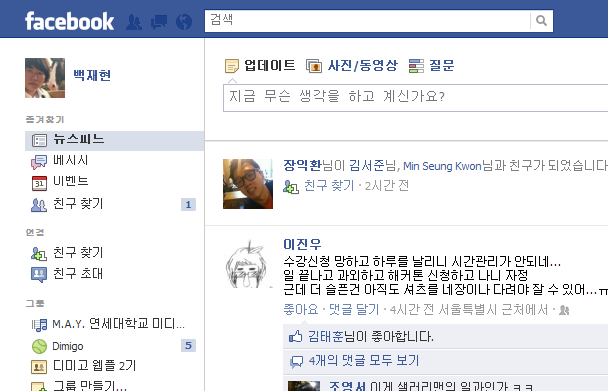 facebook
검색
백재현
업데이트 사진/동영상 질문
지금 무슨 생각을 하고 계신가요?
즐겨찾기
뉴스피드
메시지
이벤트
친구 찾기 1
연결
친구 찾기
친구 초대
그룹
M.A.Y. 연세대학교 미디...
Dimigo 5
디미고 웹플 2기
그룹 만들기...
장익환님이 김서준님, Min Seung Kwon님과 친구가 되었습니다
친구 찾기 · 2시간 전
이진우
수강신청 망하고 하루를 날리니 시간관리가 안되네...
일 끝나고 과외하고 해커톤 신청하고 나니 자정
근데 더 슬픈건 아직도 셔츠를 네장이나 다려야 잘 수 있어...ㅠ
좋아요 · 댓글 달기 · 4시간 전 서울특별시 근처에서 ·
김태훈님이 좋아합니다.
4개의 댓글 모두 보기
조영서 이게 샐러리맨의 일과인가 ㅋㅋ